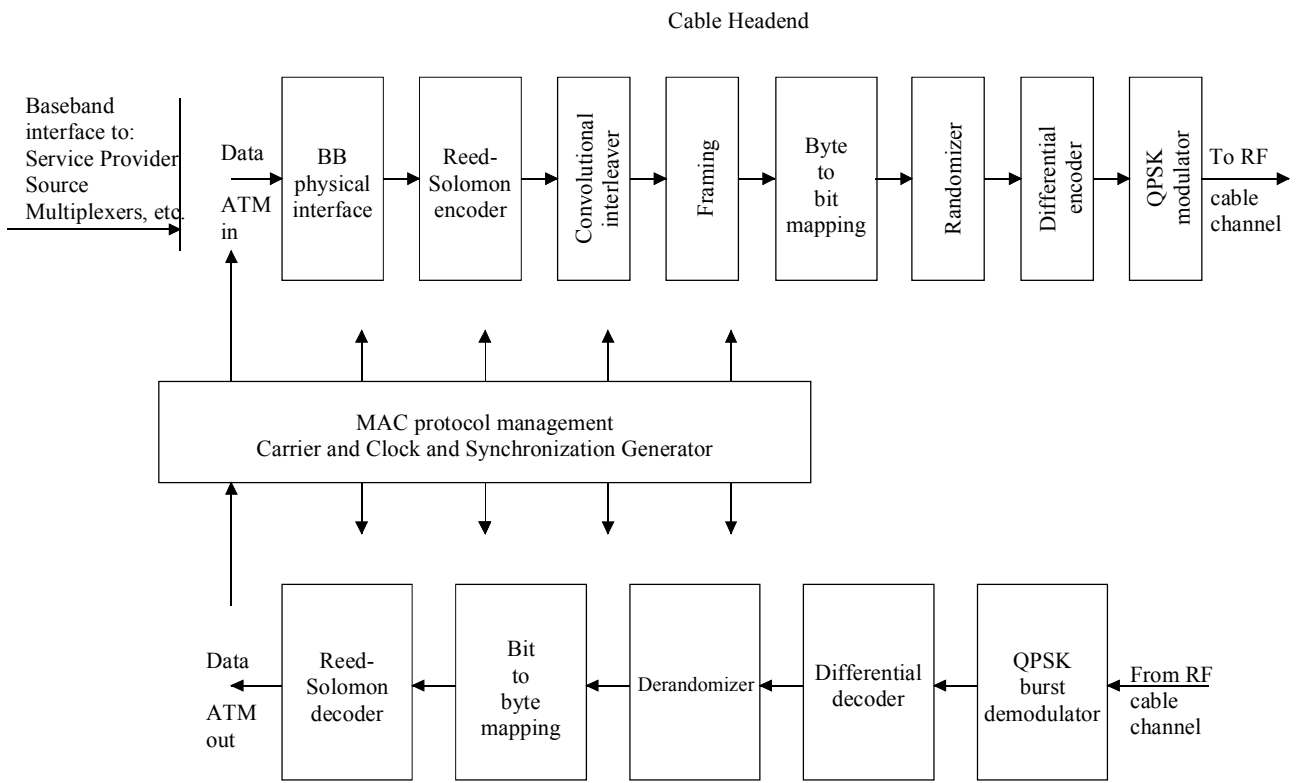 Cable Headend
Baseband
interface to:
Service Provider
Source
Multiplexers, etc.
Data
ATM
in
BB
physical
interface
Reed-
Solomon
encoder
Convolutional
interleaver
Framing
Byte
to
bit
mapping
Randomizer
Differential
encoder
QPSK
modulator
To RF
cable
channel
MAC protocol management
Carrier and Clock and Synchronization Generator
Data
ATM
out
Reed-
Solomon
decoder
Bit
to
byte
mapping
Derandomizer
Differential
decoder
QPSK
burst
demodulator
From RF
cable
channel